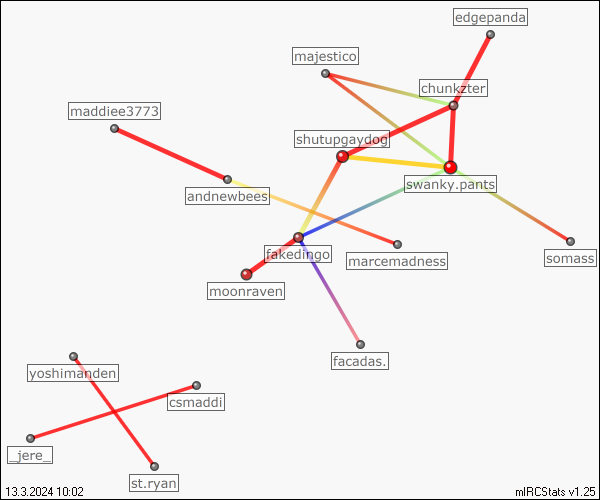 edgepanda
majestico
chunkzter
maddiee3773
shutupgaydog
swanky.pants
andnewbees
fakedingo
marcemadness
somass
moonraven
facadas.
yoshimanden
csmaddi
_jere_
st.ryan
13.3.2024 10:02
mIRCStats v1.25